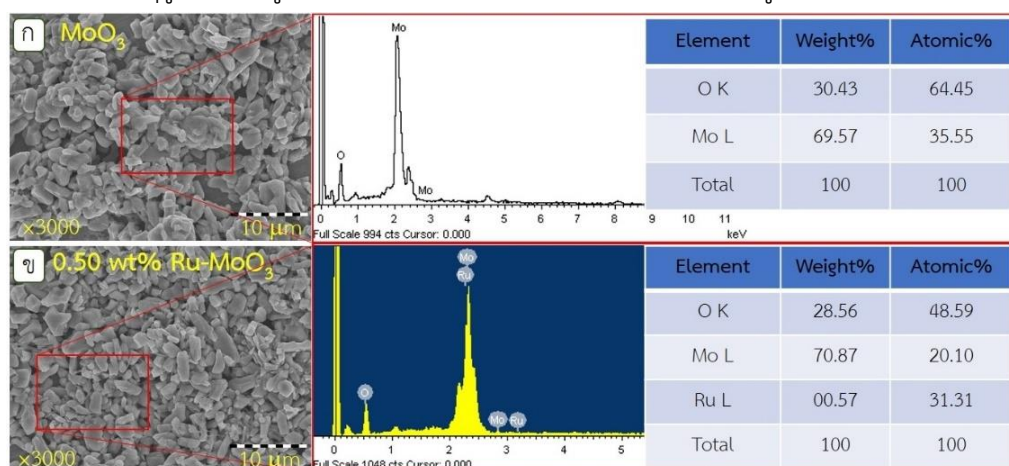 ก MoO3
×3000
10 μm
Mo
O
Mo
0 1 2 3 4 5 6 7 8 9 10 11
Full Scale 994 cts Cursor: 0.000
keV
Element Weight% Atomic%
O K 30.43 64.45
Mo L 69.57 35.55
Total 100 100
ข 0.50 wt% Ru-MoO3
×3000
10 μm
Mo
Ru
O
Mo Ru
0 1 2 3 4 5
Full Scale 1048 cts Cursor: 0.000
Element Weight% Atomic%
O K 28.56 48.59
Mo L 70.87 20.10
Ru L 00.57 31.31
Total 100 100